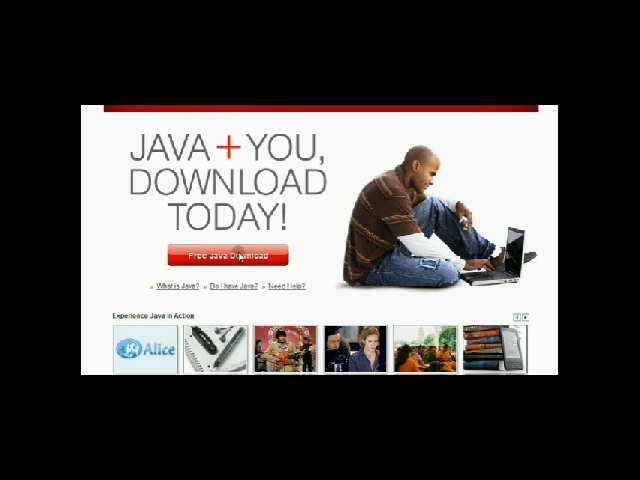 JAVA + YOU,
DOWNLOAD
TODAY!
Free Java Download
» What is Java? » Do I have Java? » Need Help?
Experience Java in Action
Alice